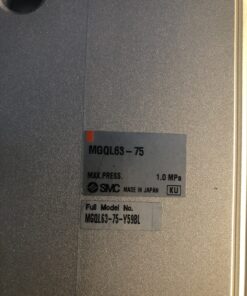 MGQL63-75
MAX.PRESS. 1.0 MPa
SMC MADE IN JAPAN KU
Full Model No.
MGQL63-75-Y59BL